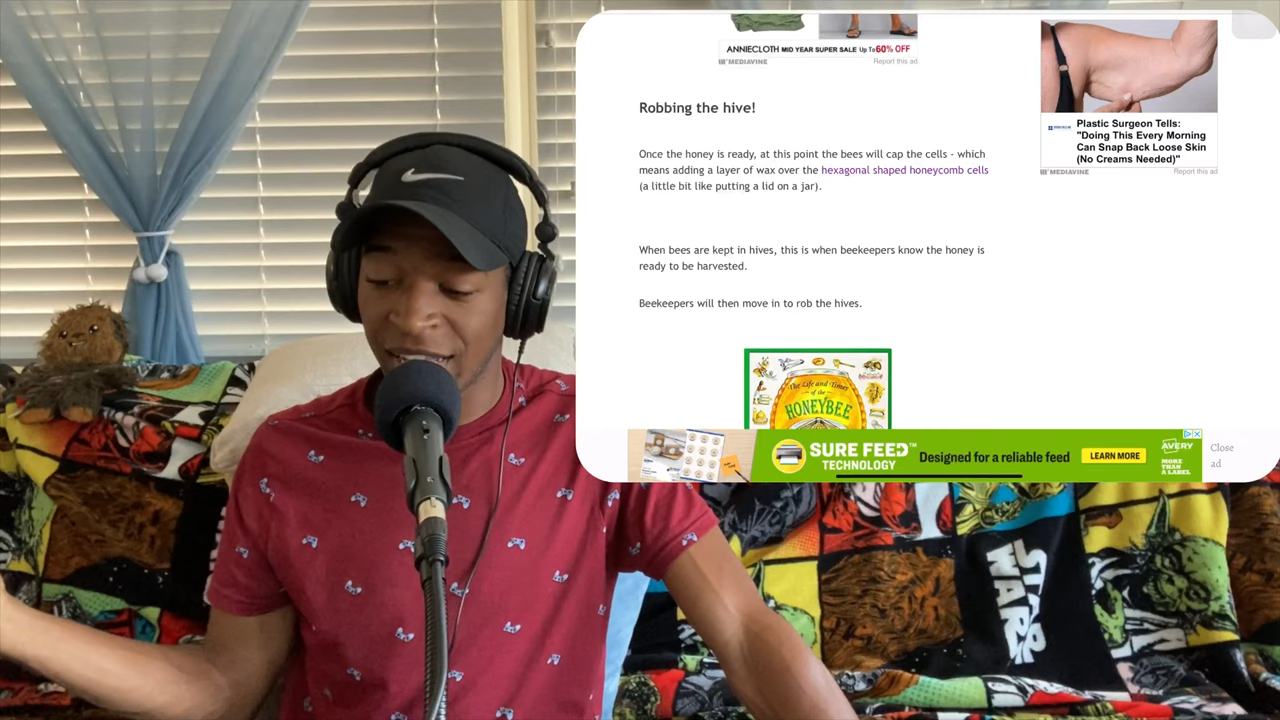 ANNIECLOTH MID YEAR SUPER SALE Up To 60% OFF
MEDIAVINE
Report this ad
Robbing the hive!
Once the honey is ready, at this point the bees will cap the cells - which
means adding a layer of wax over the hexagonal shaped honeycomb cells
(a little bit like putting a lid on a jar).
When bees are kept in hives, this is when beekeepers know the honey is
ready to be harvested.
Beekeepers will then move in to rob the hives.
The Life and Times
of the
HONEYBEE
Plastic Surgeon Tells:
"Doing This Every Morning
Can Snap Back Loose Skin
(No Creams Needed)"
MEDIAVINE
Report this ad
SURE FEED™
TECHNOLOGY
Designed for a reliable feed
LEARN MORE
AVERY
MORE
THAN
A LABEL
Close
ad
STAR
WARS